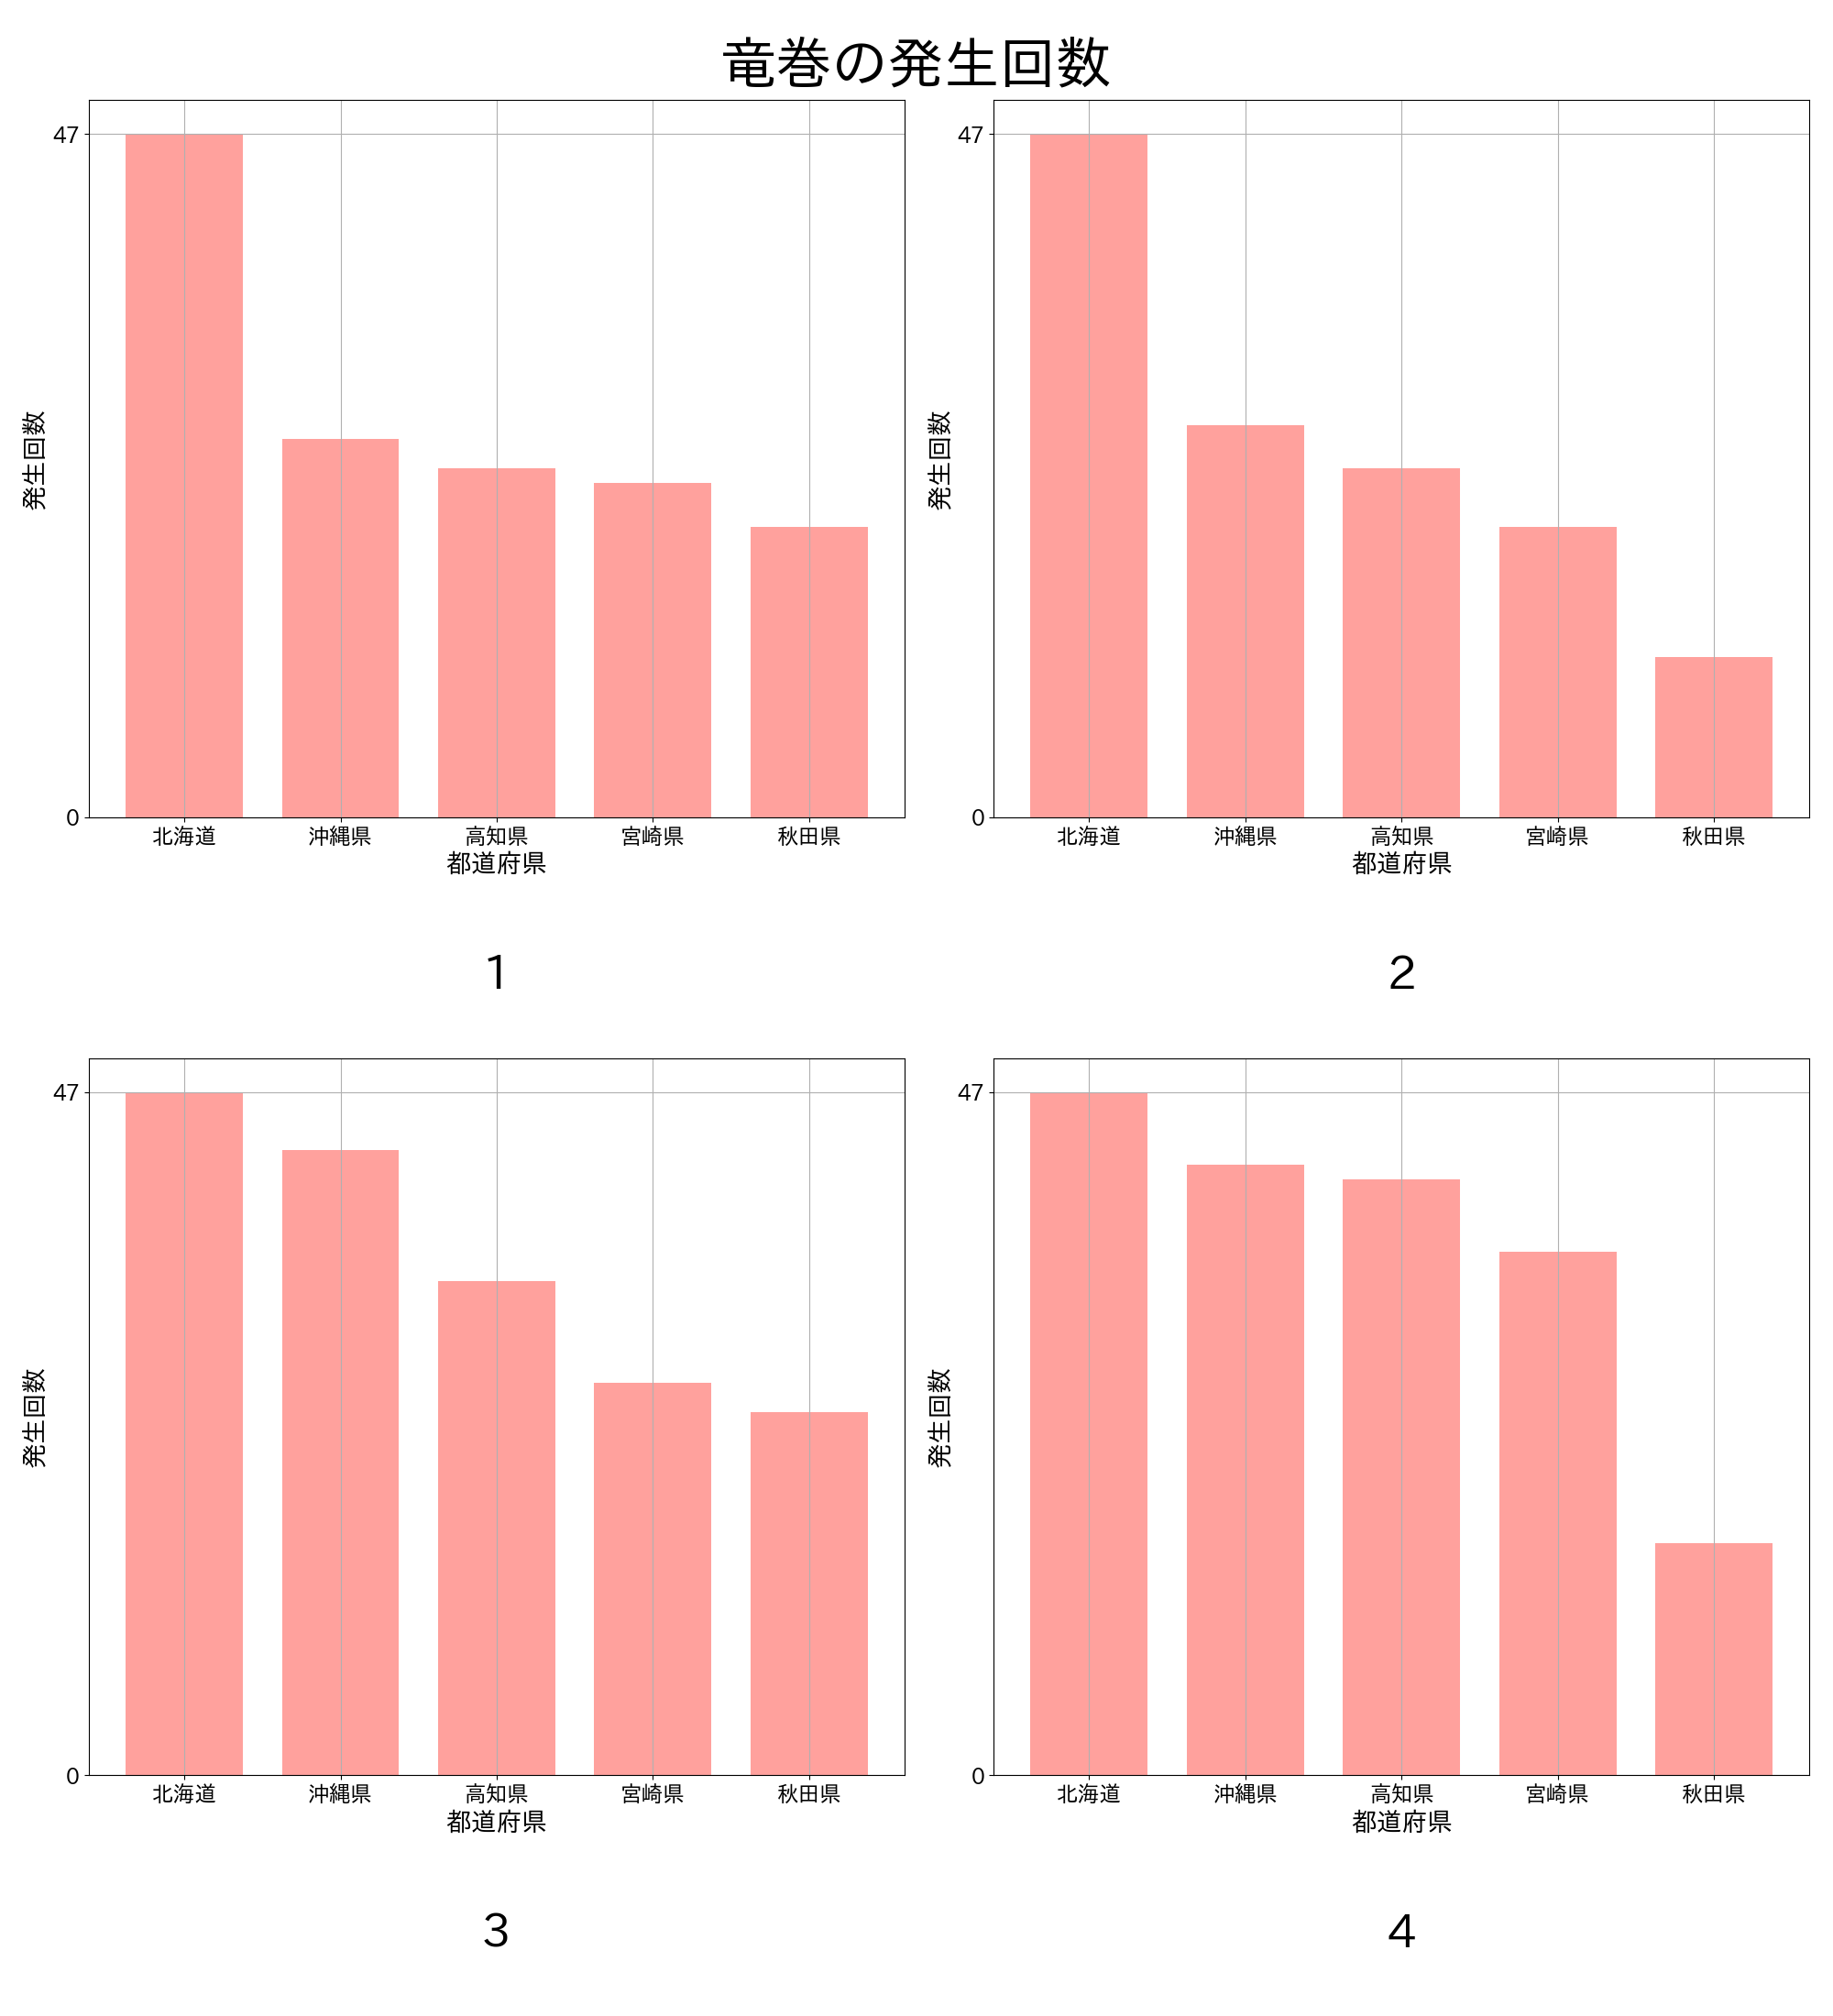 竜巻の発生回数
47
0
発生回数
北海道 沖縄県 高知県 宮崎県 秋田県
都道府県
1
47
0
発生回数
北海道 沖縄県 高知県 宮崎県 秋田県
都道府県
2
47
0
発生回数
北海道 沖縄県 高知県 宮崎県 秋田県
都道府県
3
47
0
発生回数
北海道 沖縄県 高知県 宮崎県 秋田県
都道府県
4